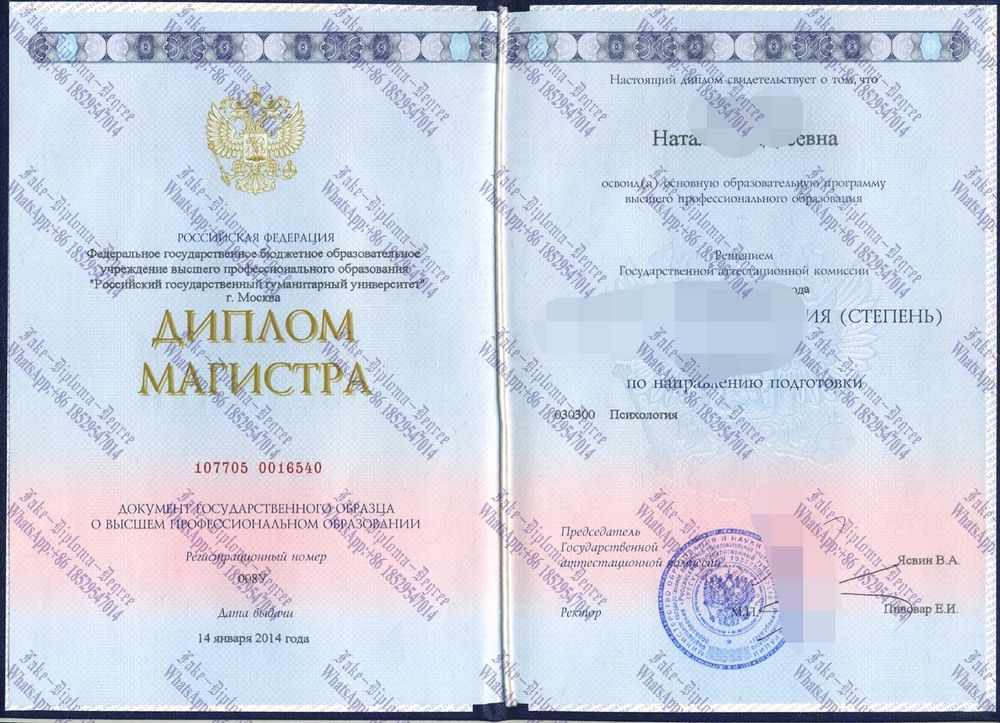 РОССИЙСКАЯ ФЕДЕРАЦИЯ
Федеральное государственное бюджетное образовательное
учреждение высшего профессионального образования
"Российский государственный гуманитарный университет"
г. Москва
ДИПЛОМ
МАГИСТРА
107705 0016540
ДОКУМЕНТ ГОСУДАРСТВЕННОГО ОБРАЗЦА
О ВЫСШЕМ ПРОФЕССИОНАЛЬНОМ ОБРАЗОВАНИИ
Регистрационный номер
008У
Дата выдачи
14 января 2014 года
Настоящий диплом свидетельствует о том, что
освоил(а) основную образовательную программу
высшего профессионального образования
Решением
Государственной аттестационной комиссии
(СТЕПЕНЬ)
по направлению подготовки
030300 Психология
Председатель
Государственной
аттестационной комиссии
Ясвин В.А.
Ректор
М.П.
Пивовар Е.И.
Fake-Diploma-Degree
WhatsApp:+86 18529547014